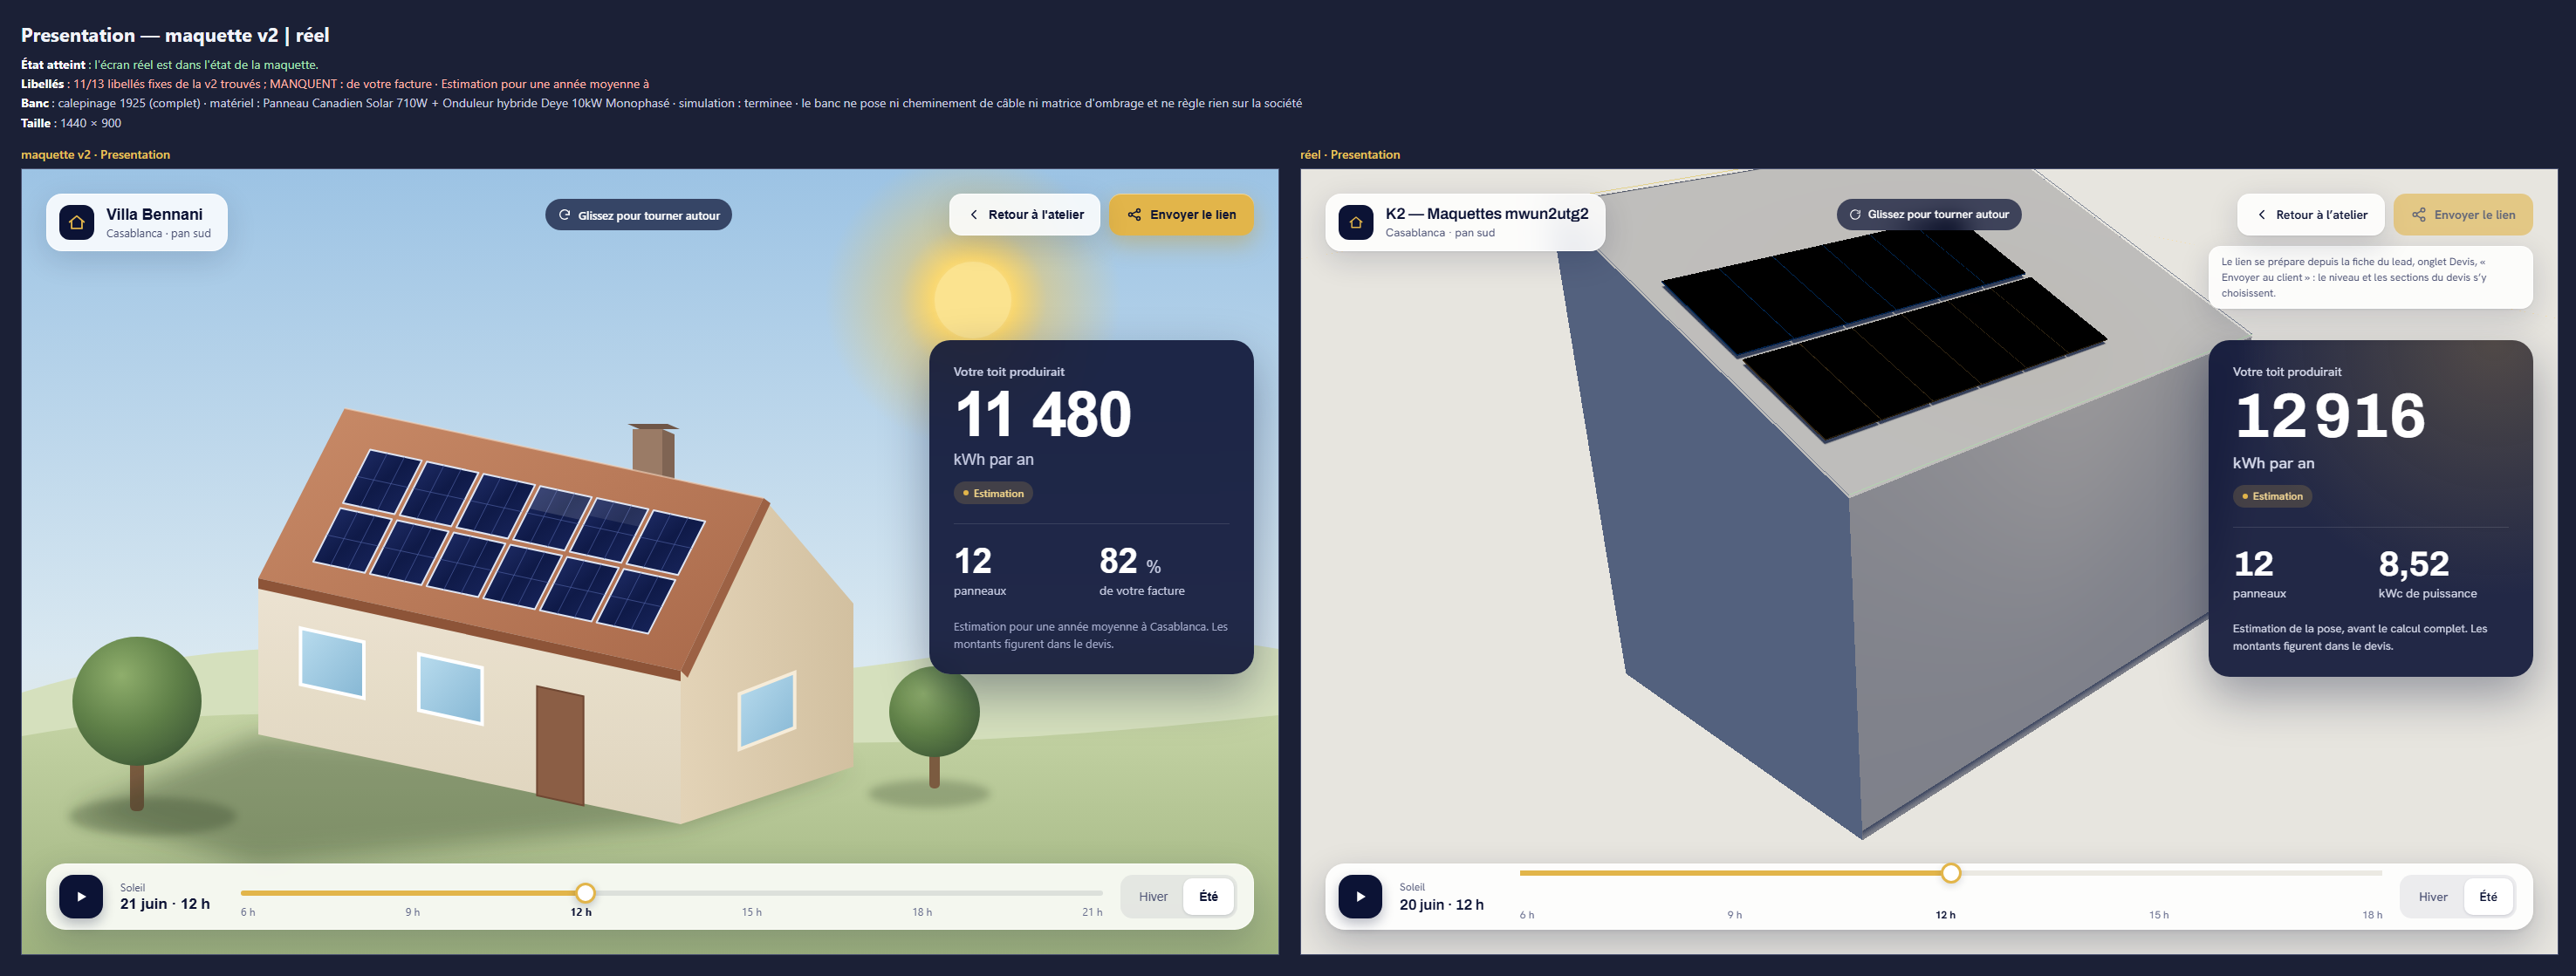 Presentation — maquette v2 | réel
État atteint : l'écran réel est dans l'état de la maquette.
Libellés : 11/13 libellés fixes de la v2 trouvés ; MANQUENT : de votre facture · Estimation pour une année moyenne à
Banc : calepinage 1925 (complet) · matériel : Panneau Canadien Solar 710W + Onduleur hybride Deye 10kW Monophasé · simulation : terminee · le banc ne pose ni cheminement de câble ni matrice d'ombrage et ne règle rien sur la société
Taille : 1440 × 900
maquette v2 · Presentation
Villa Bennani
Casablanca · pan sud
Glissez pour tourner autour
Retour à l'atelier
Envoyer le lien
Votre toit produirait
11 480
kWh par an
Estimation
12
panneaux
82 %
de votre facture
Estimation pour une année moyenne à Casablanca. Les
montants figurent dans le devis.
Soleil
21 juin · 12 h
6 h
9 h
12 h
15 h
18 h
21 h
Hiver
Été
réel · Presentation
K2 — Maquettes mwun2utg2
Casablanca · pan sud
Glissez pour tourner autour
Retour à l’atelier
Envoyer le lien
Le lien se prépare depuis la fiche du lead, onglet Devis, «
Envoyer au client » : le niveau et les sections du devis s’y
choisissent.
Votre toit produirait
12 916
kWh par an
Estimation
12
panneaux
8,52
kWc de puissance
Estimation de la pose, avant le calcul complet. Les
montants figurent dans le devis.
Soleil
20 juin · 12 h
6 h
9 h
12 h
15 h
18 h
Hiver
Été